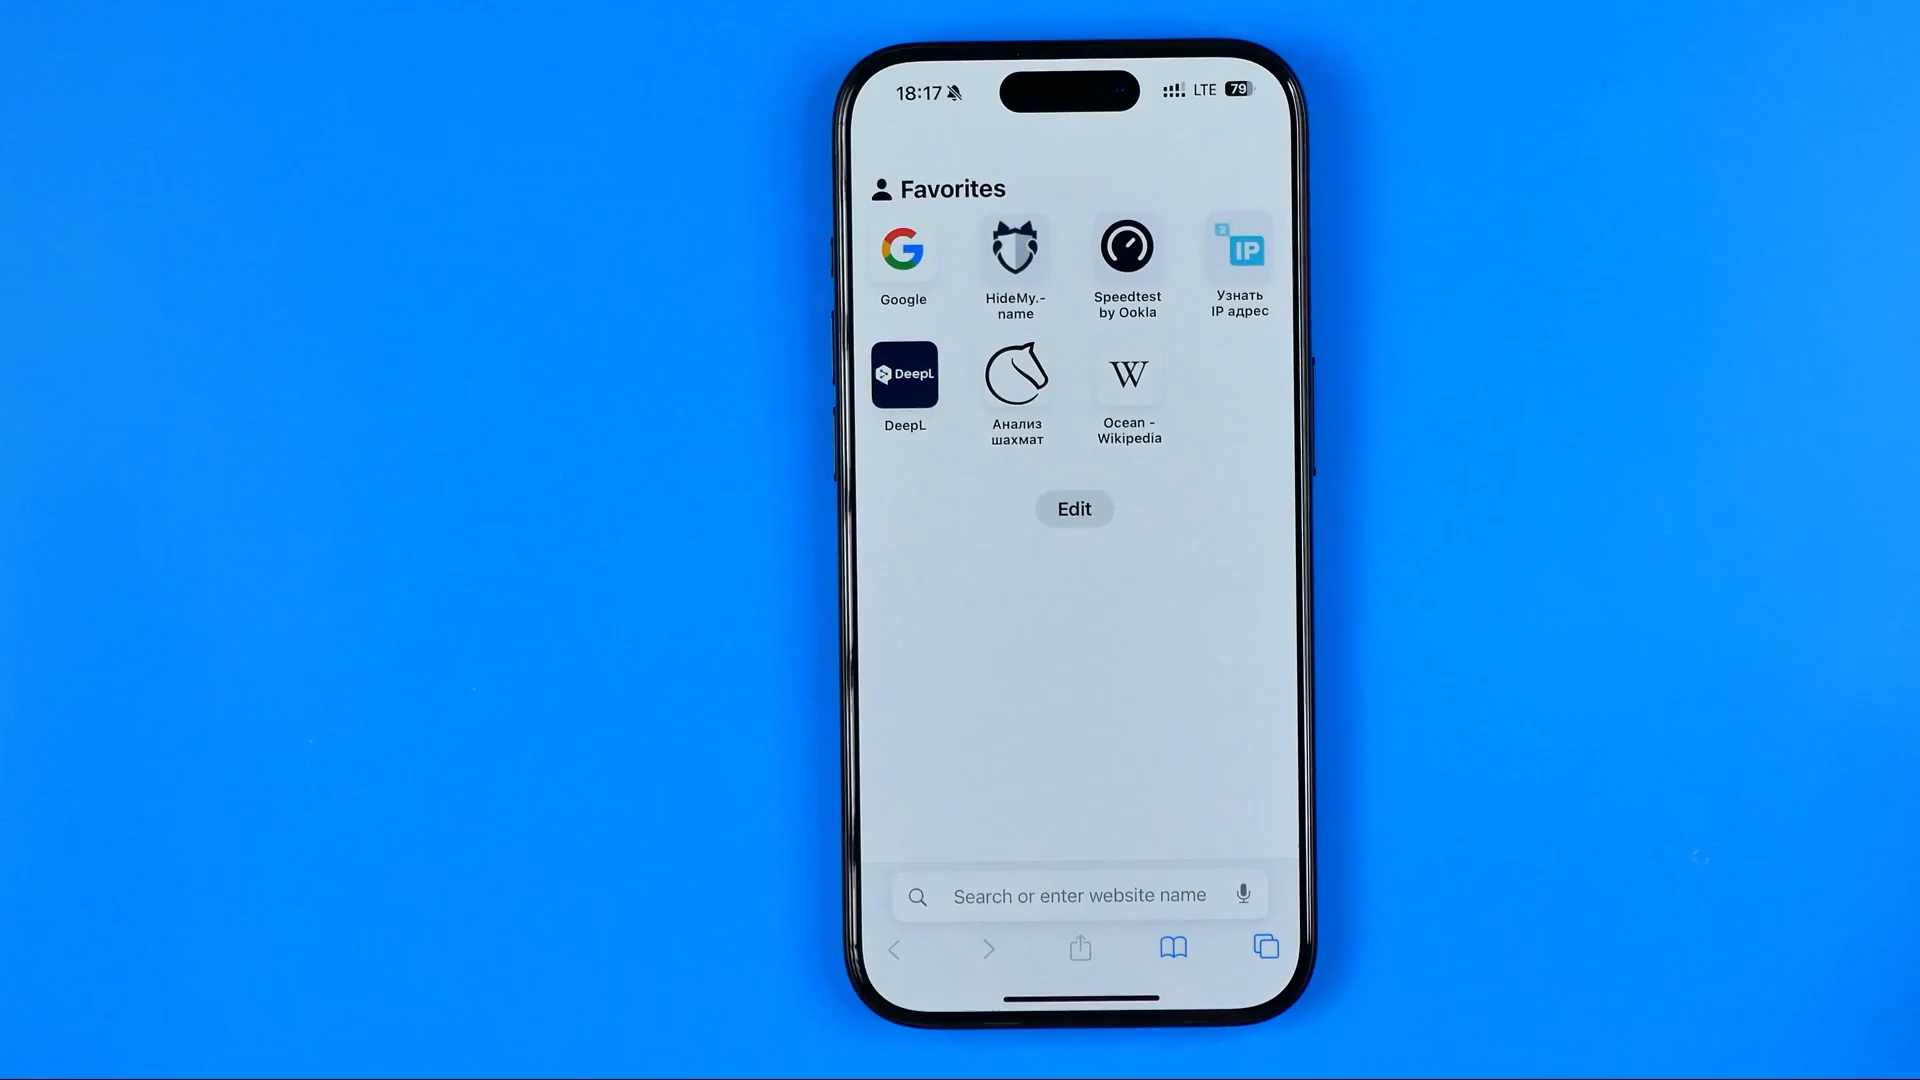 18:17 LTE 79
Favorites
Google
HideMy.-
name
Speedtest
by Ookla
2 IP
Узнать
IP адрес
DeepL
DeepL
Анализ
шахмат
W
Ocean -
Wikipedia
Edit
Search or enter website name